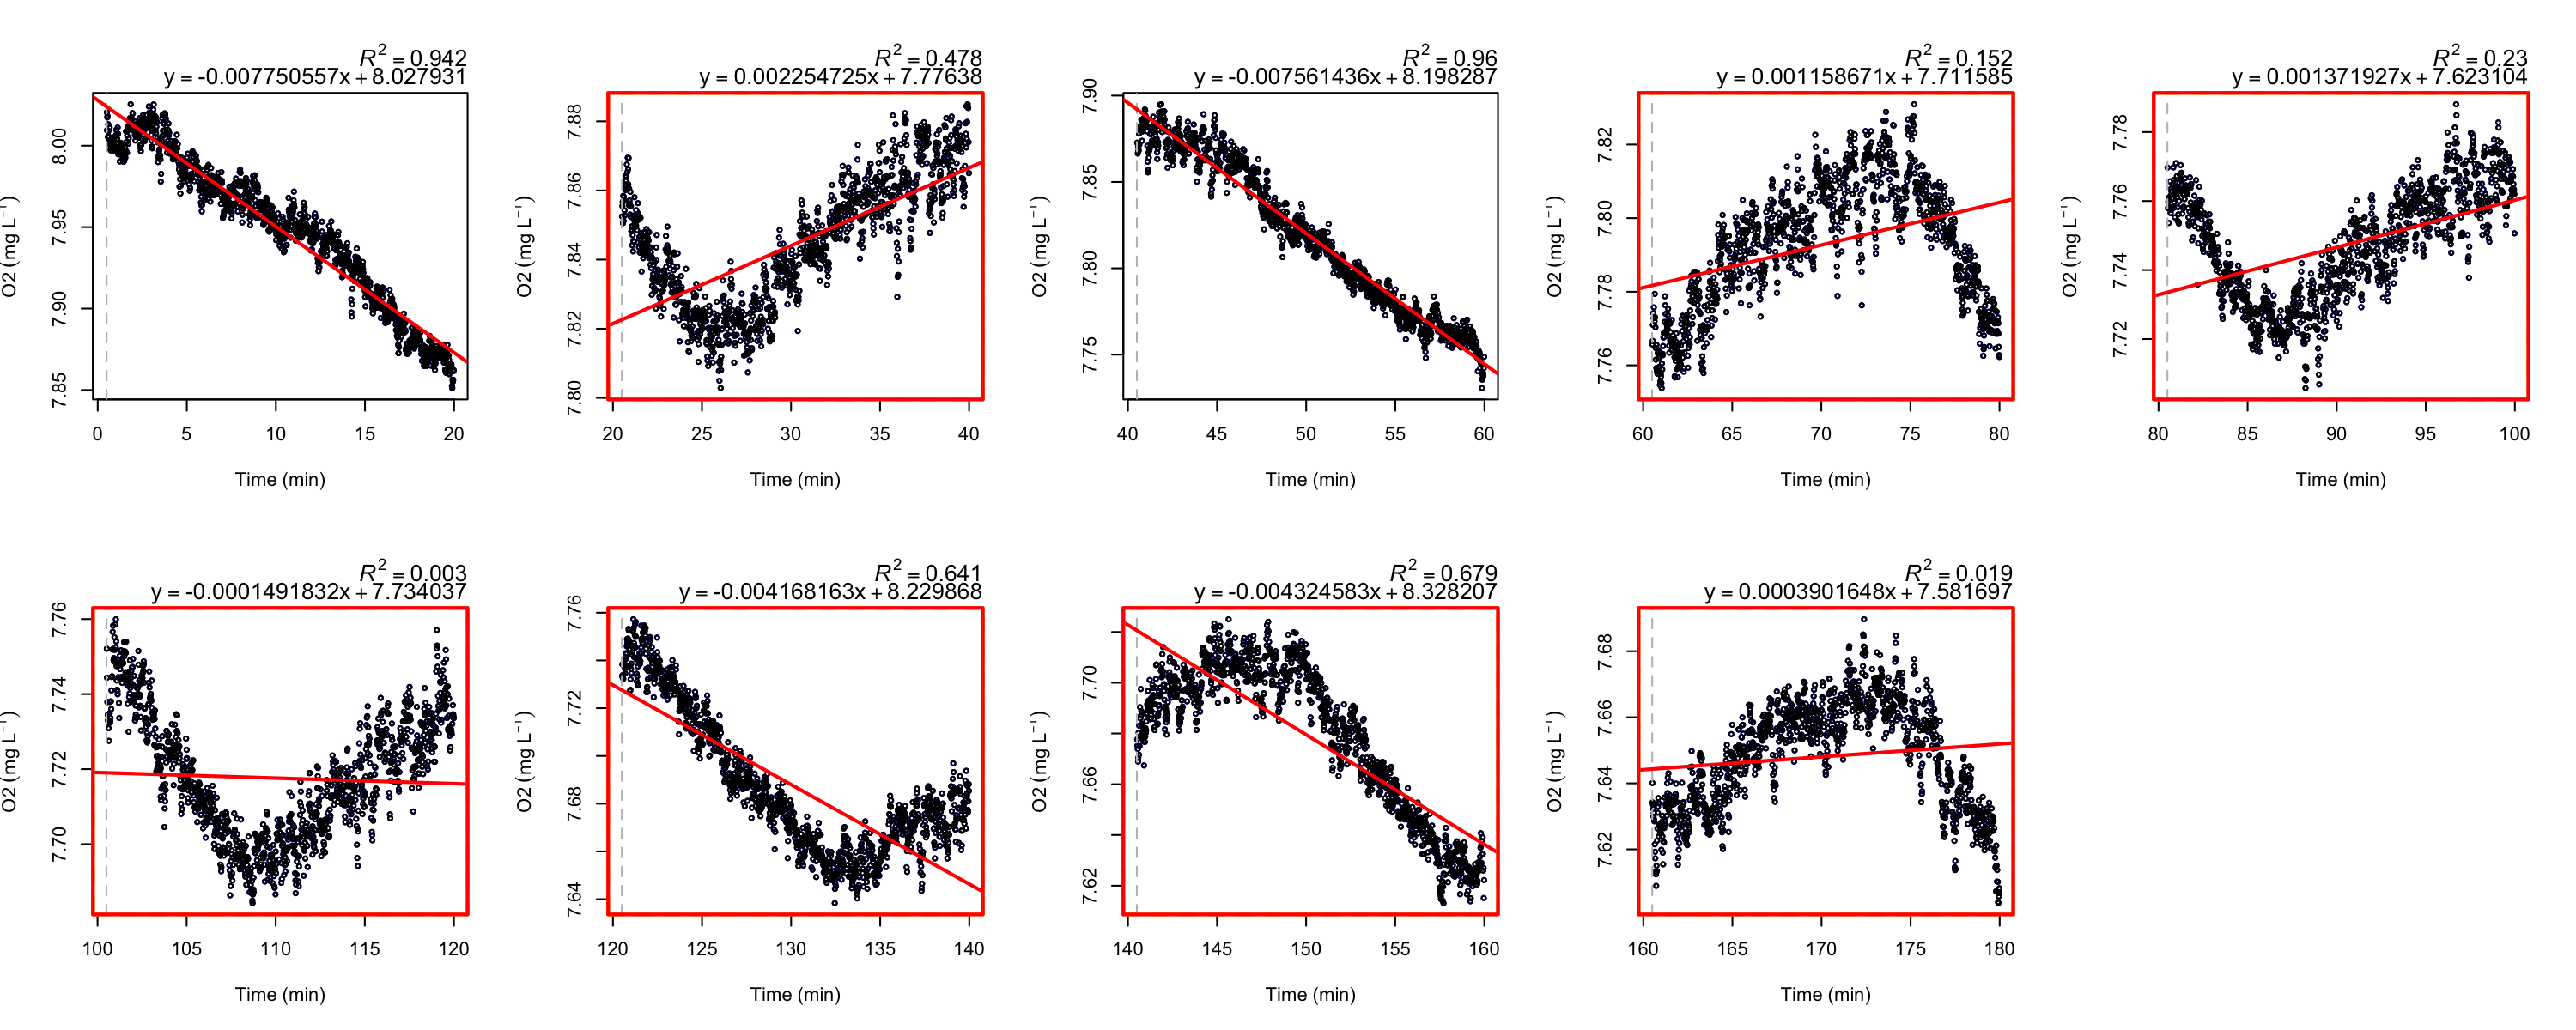 R² = 0.942
y = -0.007750557x + 8.027931
O2 (mg L⁻¹)
8.00
7.95
7.90
7.85
0 5 10 15 20
Time (min)
R² = 0.478
y = 0.002254725x + 7.77638
O2 (mg L⁻¹)
7.88
7.86
7.84
7.82
7.80
20 25 30 35 40
Time (min)
R² = 0.96
y = -0.007561436x + 8.198287
O2 (mg L⁻¹)
7.90
7.85
7.80
7.75
40 45 50 55 60
Time (min)
R² = 0.152
y = 0.001158671x + 7.711585
O2 (mg L⁻¹)
7.82
7.80
7.78
7.76
60 65 70 75 80
Time (min)
R² = 0.23
y = 0.001371927x + 7.623104
O2 (mg L⁻¹)
7.78
7.76
7.74
7.72
80 85 90 95 100
Time (min)
R² = 0.003
y = -0.0001491832x + 7.734037
O2 (mg L⁻¹)
7.76
7.74
7.72
7.70
100 105 110 115 120
Time (min)
R² = 0.641
y = -0.004168163x + 8.229868
O2 (mg L⁻¹)
7.76
7.72
7.68
7.64
120 125 130 135 140
Time (min)
R² = 0.679
y = -0.004324583x + 8.328207
O2 (mg L⁻¹)
7.70
7.66
7.62
140 145 150 155 160
Time (min)
R² = 0.019
y = 0.0003901648x + 7.581697
O2 (mg L⁻¹)
7.68
7.66
7.64
7.62
160 165 170 175 180
Time (min)